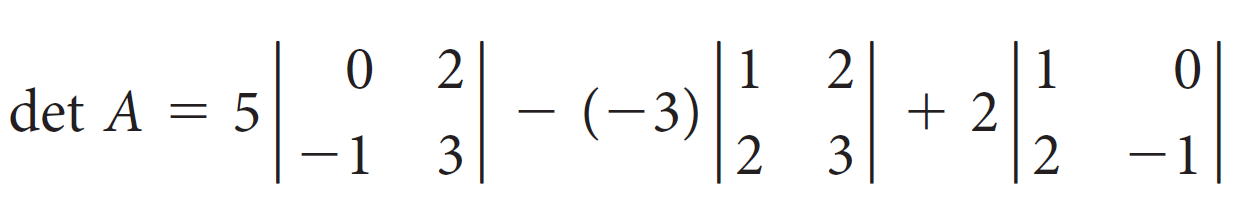 det A = 5 | 0 2 | − (−3) | 1 2 | + 2 | 1 0 |
| −1 3 | | 2 3 | | 2 −1 |